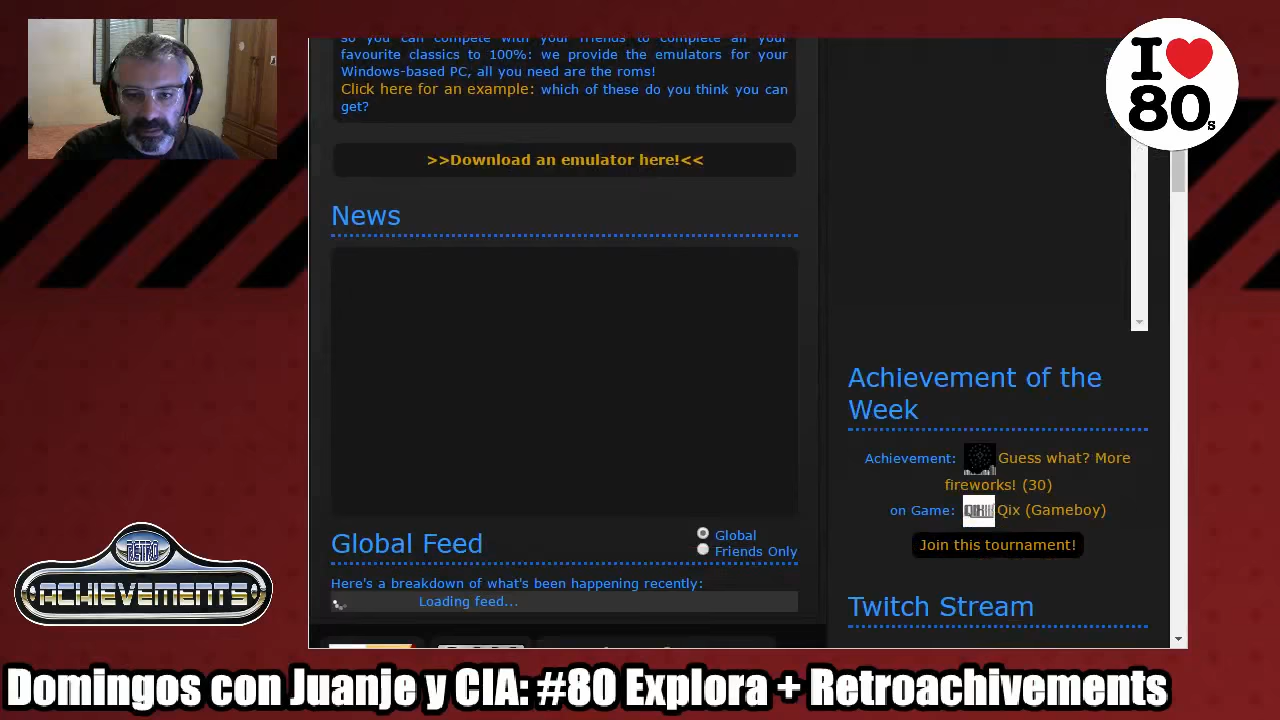 so you can compete with your friends to complete all your
favourite classics to 100%: we provide the emulators for your
Windows-based PC, all you need are the roms!
Click here for an example: which of these do you think you can
get?
>>Download an emulator here!<<
News
Global Feed
Global
Friends Only
Here's a breakdown of what's been happening recently:
Loading feed...
I ❤ 
80s
Achievement of the
Week
Achievement: Guess what? More
fireworks! (30)
on Game: QIX Qix (Gameboy)
Join this tournament!
Twitch Stream
RETRO
ACHIEVEMENTS
Domingos con Juanje y CIA: #80 Explora + Retroachivements